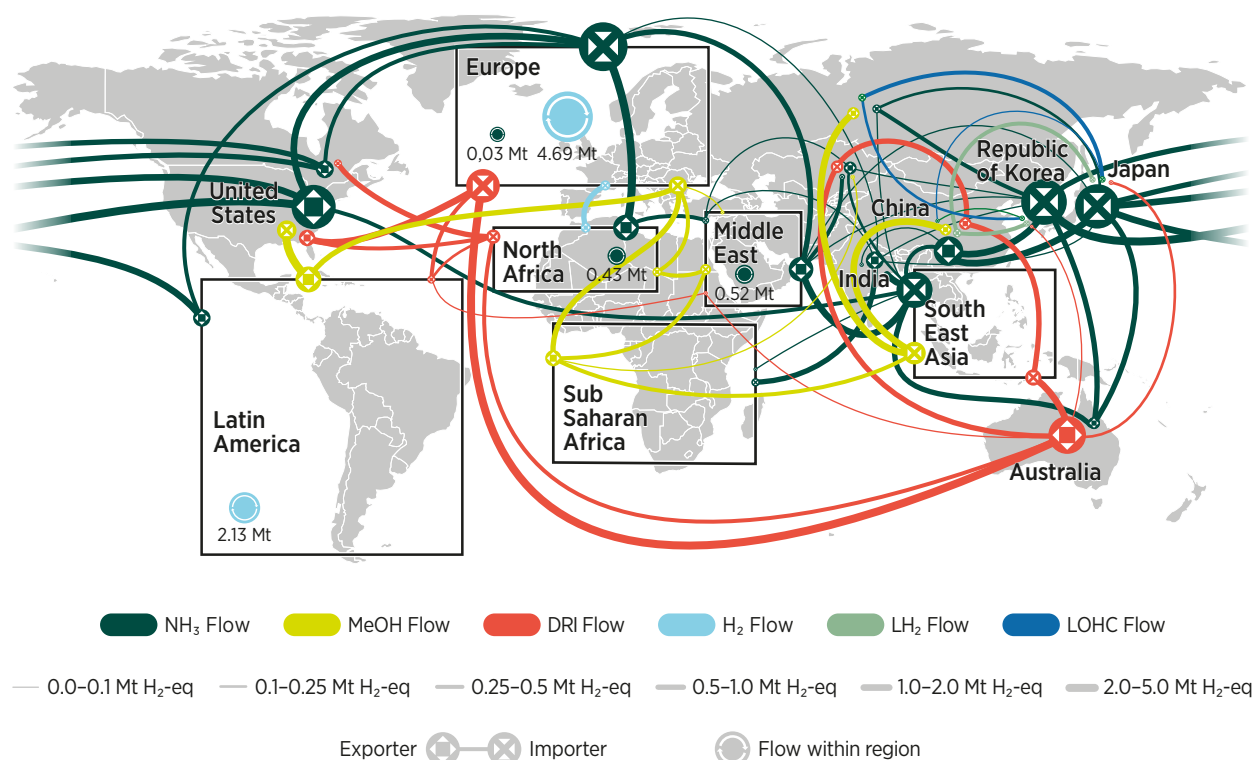 Europe
0,03 Mt 4.69 Mt
Republic
of Korea
Japan
United
States
China
North
Africa
0.43 Mt
Middle
East
0.52 Mt
India
South
East
Asia
Latin
America
2.13 Mt
Sub
Saharan
Africa
Australia
NH₃ Flow
MeOH Flow
DRI Flow
H₂ Flow
LH₂ Flow
LOHC Flow
0.0–0.1 Mt H₂-eq
0.1–0.25 Mt H₂-eq
0.25–0.5 Mt H₂-eq
0.5–1.0 Mt H₂-eq
1.0–2.0 Mt H₂-eq
2.0–5.0 Mt H₂-eq
Exporter
Importer
Flow within region